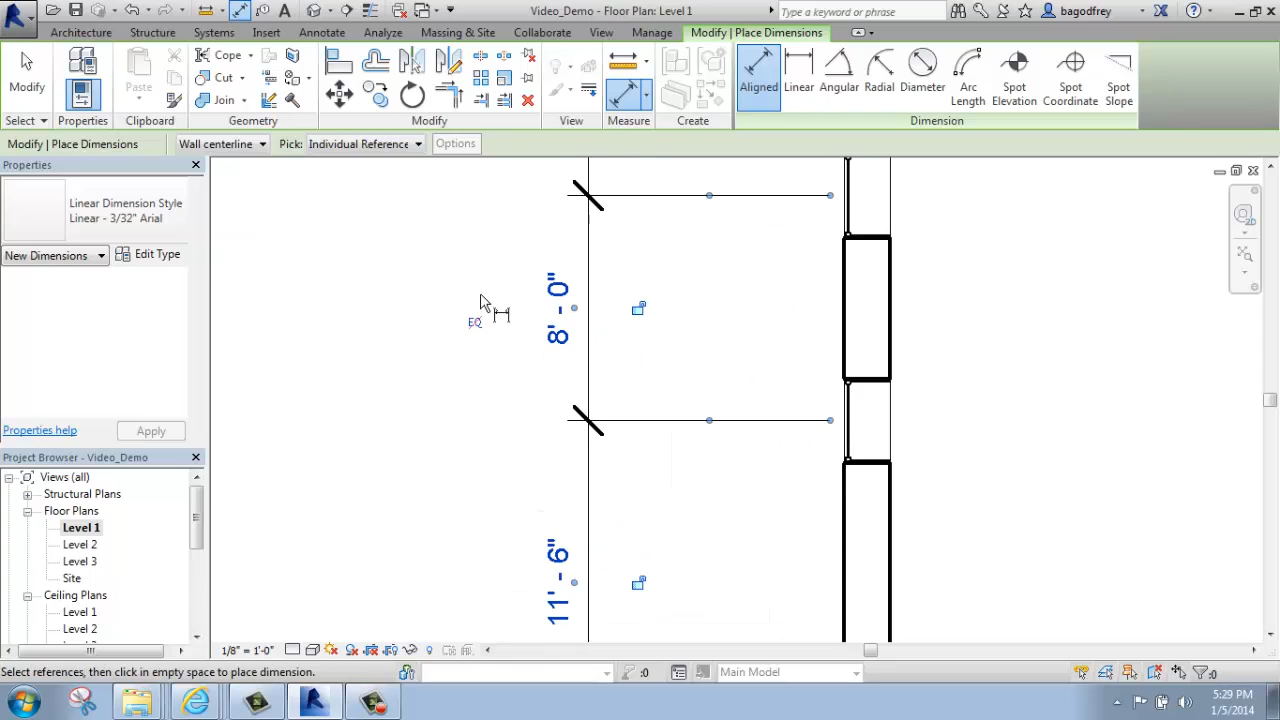 Video_Demo - Floor Plan: Level 1
Type a keyword or phrase
bagodfrey
Architecture Structure Systems Insert Annotate Analyze Massing & Site Collaborate View Manage Modify | Place Dimensions
Modify
Paste
Cope
Cut
Join
Aligned Linear Angular Radial Diameter Arc Length Spot Elevation Spot Coordinate Spot Slope
Select Properties Clipboard Geometry Modify View Measure Create Dimension
Modify | Place Dimensions Wall centerline Pick: Individual Reference Options
Properties
Linear Dimension Style
Linear - 3/32" Arial
New Dimensions Edit Type
Properties help Apply
Project Browser - Video_Demo
Views (all)
Structural Plans
Floor Plans
Level 1
Level 2
Level 3
Site
Ceiling Plans
Level 1
Level 2
8' - 0"
EQ
11' - 6"
1/8" = 1'-0"
Select references, then click in empty space to place dimension.
:0
Main Model
:0
5:29 PM
1/5/2014